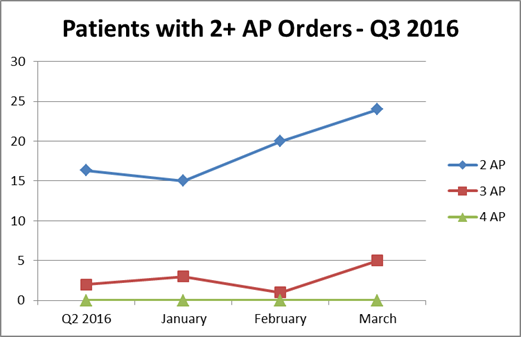 Patients with 2+ AP Orders - Q3 2016
30
25
20
15
10
5
0
Q2 2016 January February March
2 AP
3 AP
4 AP